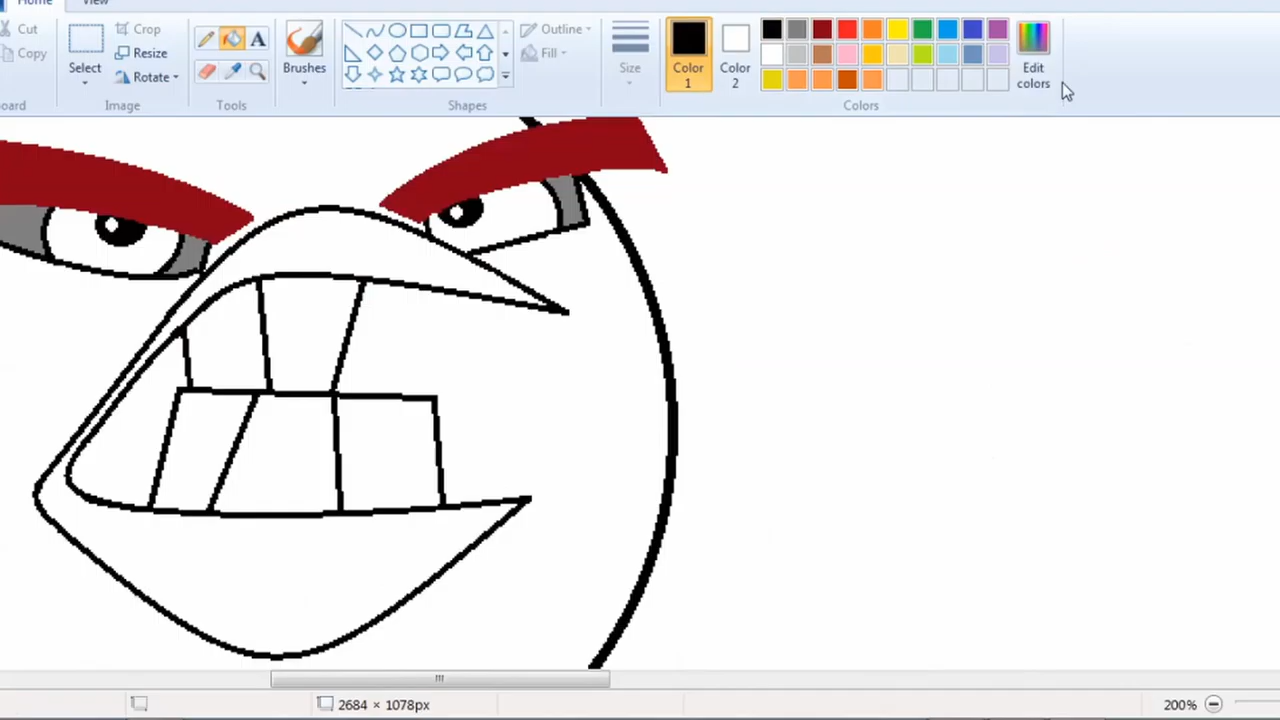 Home View
Cut
Copy
oard
Select
Crop
Resize
Rotate
Image
A
Tools
Brushes
Shapes
Outline
Fill
Size
Color 1
Color 2
Colors
Edit colors
2684 × 1078px
200%